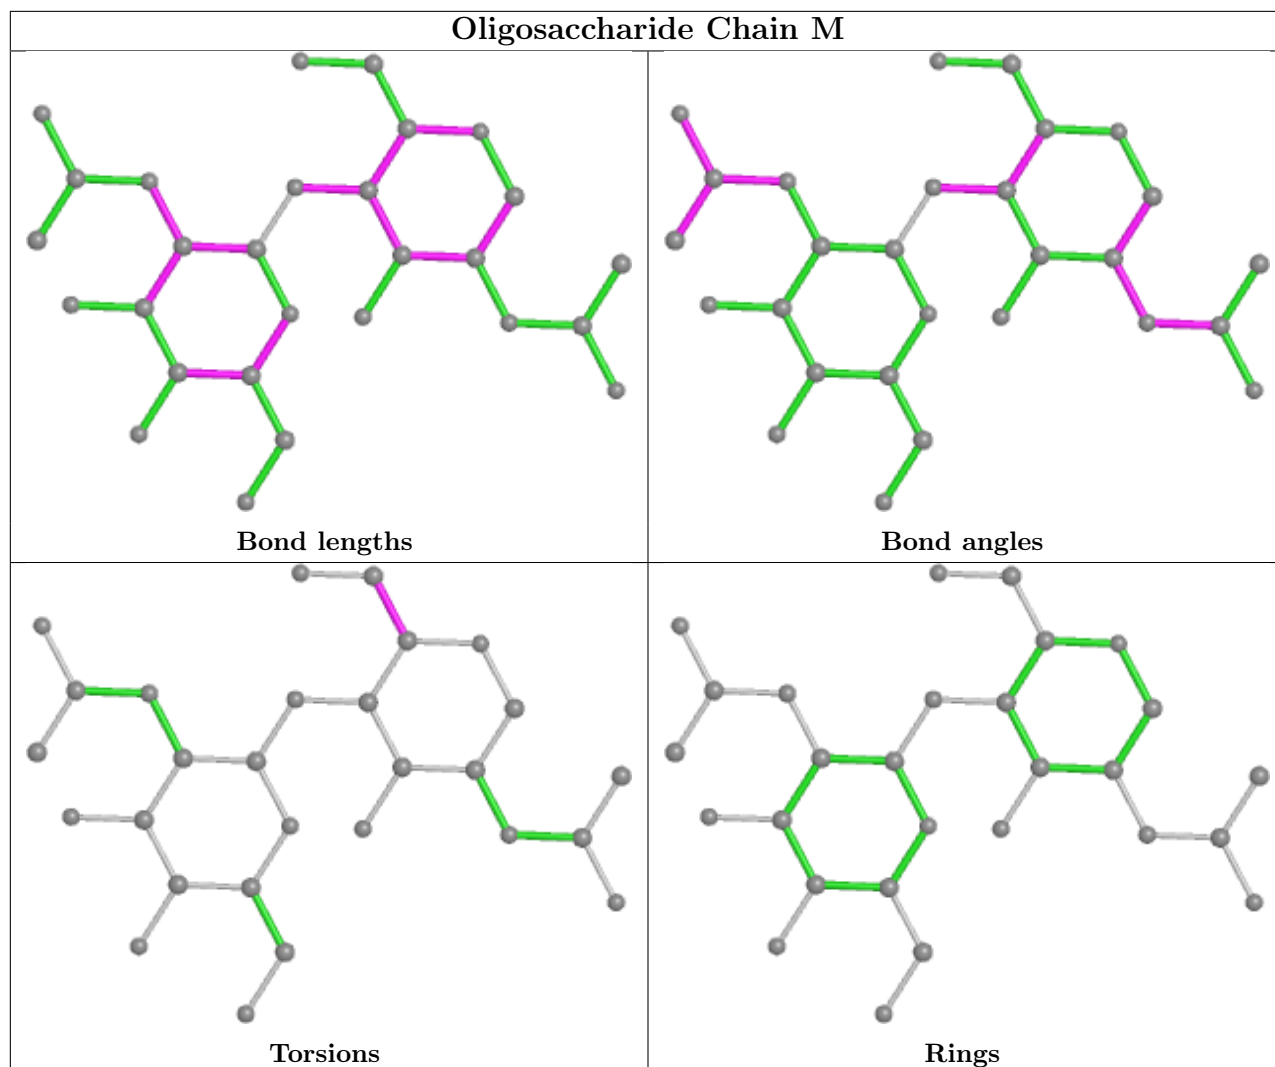 Oligosaccharide Chain M
Bond lengths
Bond angles
Torsions
Rings